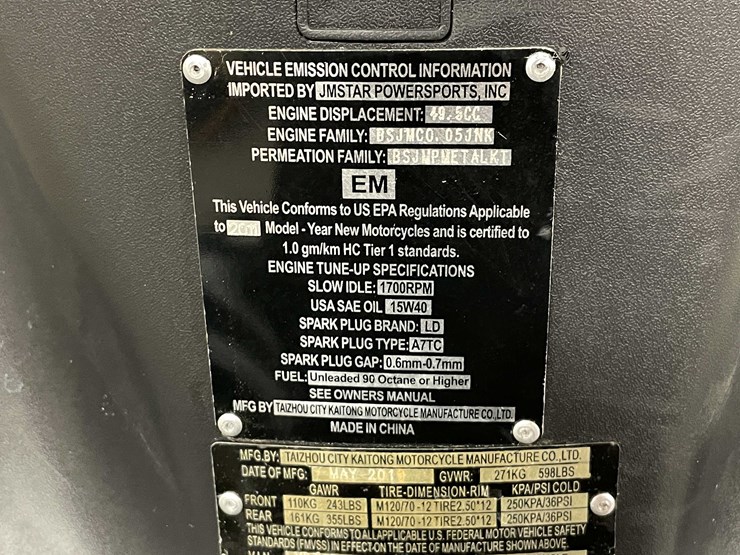 VEHICLE EMISSION CONTROL INFORMATION
IMPORTED BY JMSTAR POWERSPORTS, INC
ENGINE DISPLACEMENT: 49.5CC
ENGINE FAMILY: BSJMC0.05JNK
PERMEATION FAMILY: BSJMPMETALKT
EM
This Vehicle Conforms to US EPA Regulations Applicable
to 2011 Model - Year New Motorcycles and is certified to
1.0 gm/km HC Tier 1 standards.
ENGINE TUNE-UP SPECIFICATIONS
SLOW IDLE: 1700RPM
USA SAE OIL 15W40
SPARK PLUG BRAND: LD
SPARK PLUG TYPE: A7TC
SPARK PLUG GAP: 0.6mm-0.7mm
FUEL: Unleaded 90 Octane or Higher
SEE OWNERS MANUAL
MFG BY TAIZHOU CITY KAITONG MOTORCYCLE MANUFACTURE CO.,LTD.
MADE IN CHINA
MFG.BY: TAIZHOU CITY KAITONG MOTORCYCLE MANUFACTURE CO.,LTD.
DATE OF MFG: MAY-201 GVWR: 271KG 598LBS
GAWR TIRE-DIMENSION-RIM KPA/PSI COLD
FRONT 110KG 243LBS M120/70-12 TIRE2.50*12 250KPA/36PSI
REAR 161KG 355LBS M120/70-12 TIRE2.50*12 250KPA/36PSI
THIS VEHICLE CONFORMS TO ALL APPLICABLE U.S. FEDERAL MOTOR VEHICLE SAFETY
STANDARDS (FMVSS) IN EFFECT ON THE DATE OF MANUFACTURE SHOWN ABOVE.